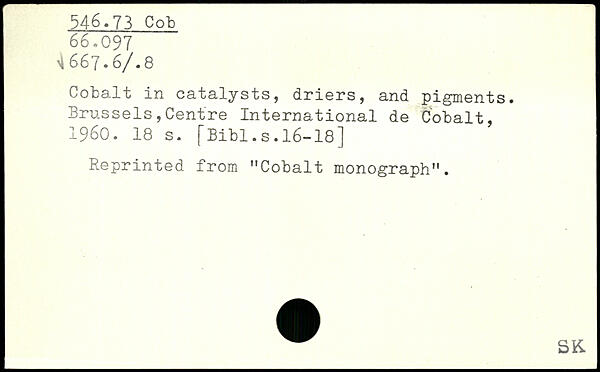 546.73 Cob
66.097
√667.6/.8
Cobalt in catalysts, driers, and pigments.
Brussels,Centre International de Cobalt,
1960. 18 s. [Bibl.s.16-18]
Reprinted from "Cobalt monograph".
SK